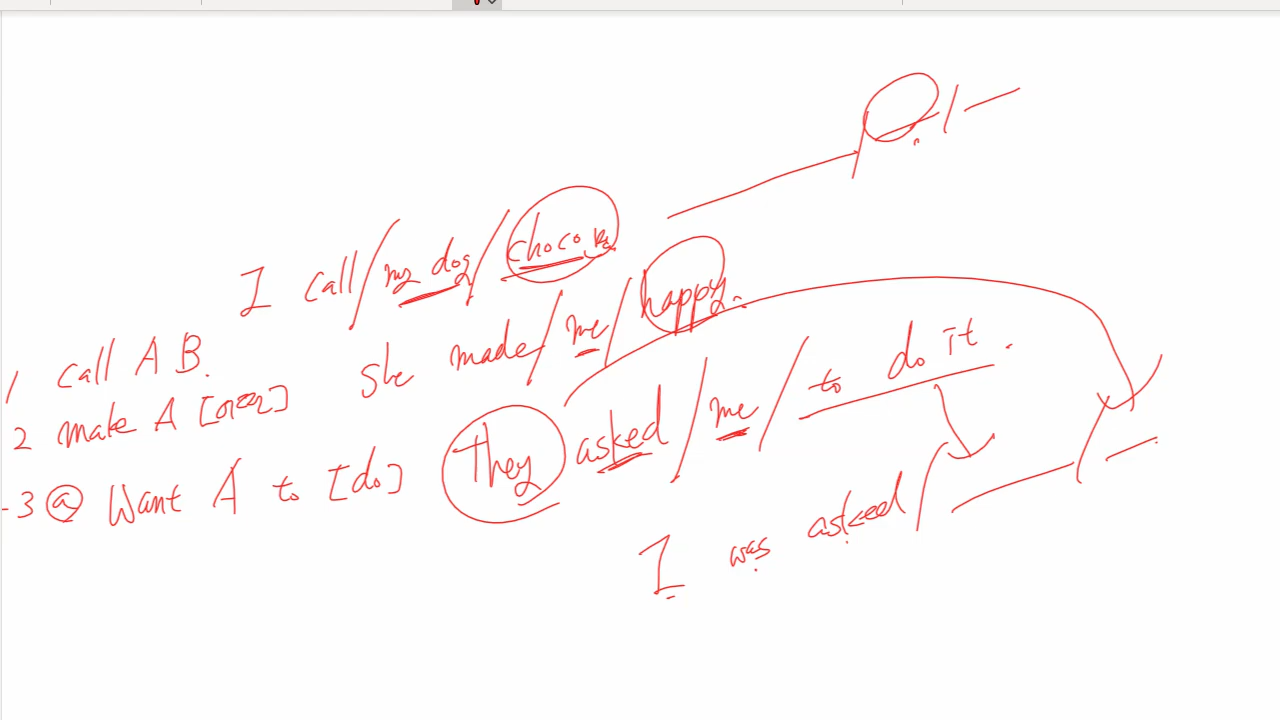 I call / my dog / choco
1 call A B.
She made / me / happy.
2 make A [ ]
They asked / me / to do it.
-3 ⓐ Want A to [do]
I was asked /